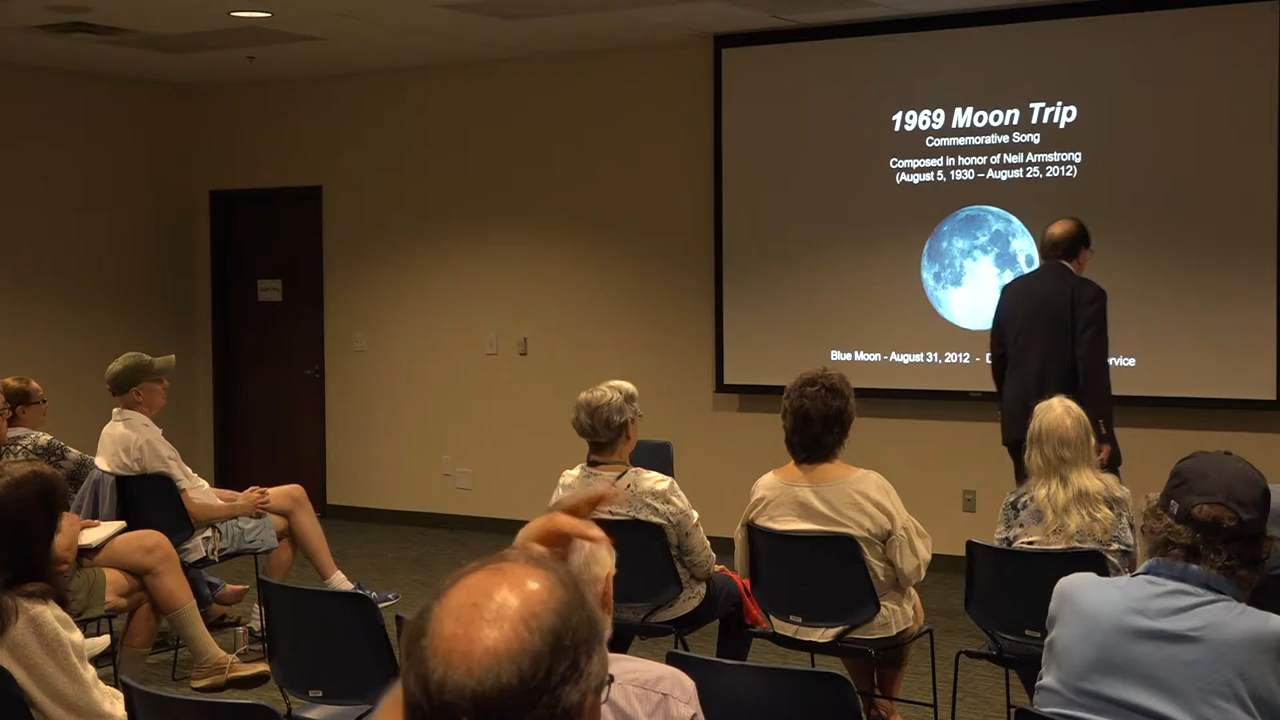 1969 Moon Trip
Commemorative Song
Composed in honor of Neil Armstrong
(August 5, 1930 – August 25, 2012)
Blue Moon - August 31, 2012 - D